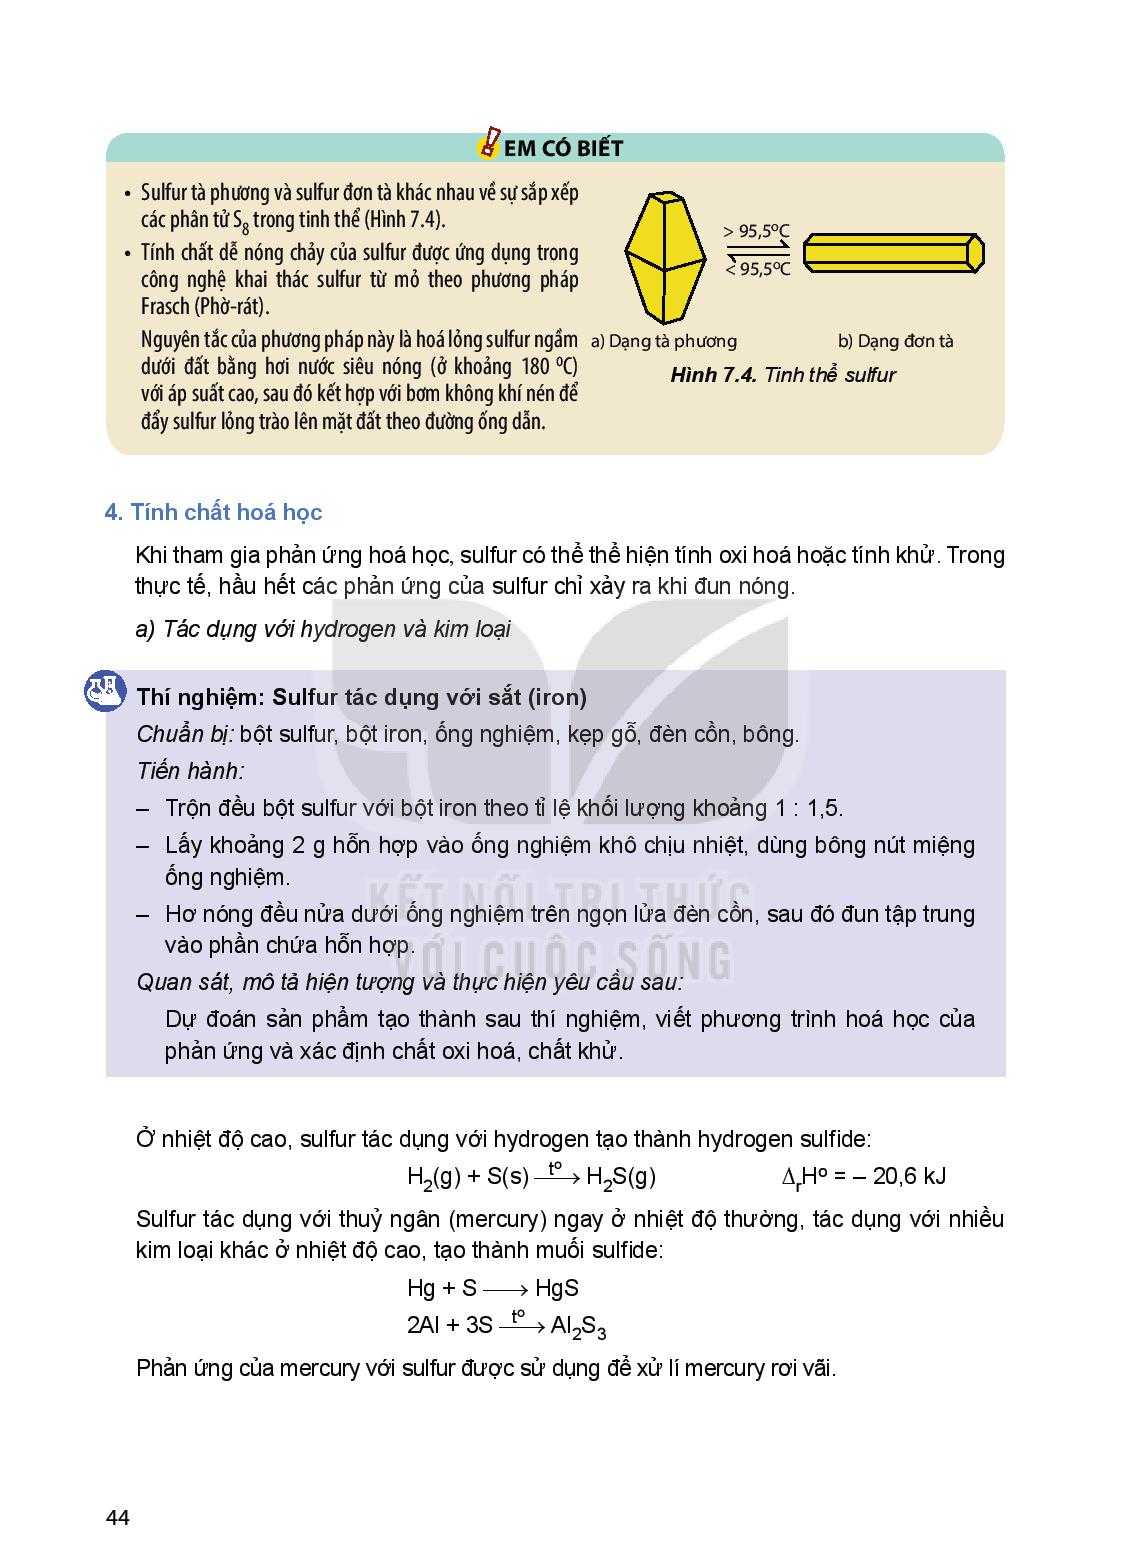 EM CÓ BIẾT
• Sulfur tà phương và sulfur đơn tà khác nhau về sự sắp xếp
các phân tử S₈ trong tinh thể (Hình 7.4).
• Tính chất dễ nóng chảy của sulfur được ứng dụng trong
công nghệ khai thác sulfur từ mỏ theo phương pháp
Frasch (Phờ-rát).
Nguyên tắc của phương pháp này là hoá lỏng sulfur ngầm
dưới đất bằng hơi nước siêu nóng (ở khoảng 180 ºC)
với áp suất cao, sau đó kết hợp với bơm không khí nén để
đẩy sulfur lỏng trào lên mặt đất theo đường ống dẫn.
> 95,5ºC
< 95,5ºC
a) Dạng tà phương
b) Dạng đơn tà
Hình 7.4. Tinh thể sulfur
4. Tính chất hoá học
Khi tham gia phản ứng hoá học, sulfur có thể thể hiện tính oxi hoá hoặc tính khử. Trong
thực tế, hầu hết các phản ứng của sulfur chỉ xảy ra khi đun nóng.
a) Tác dụng với hydrogen và kim loại
Thí nghiệm: Sulfur tác dụng với sắt (iron)
Chuẩn bị: bột sulfur, bột iron, ống nghiệm, kẹp gỗ, đèn cồn, bông.
Tiến hành:
– Trộn đều bột sulfur với bột iron theo tỉ lệ khối lượng khoảng 1 : 1,5.
– Lấy khoảng 2 g hỗn hợp vào ống nghiệm khô chịu nhiệt, dùng bông nút miệng
ống nghiệm.
– Hơ nóng đều nửa dưới ống nghiệm trên ngọn lửa đèn cồn, sau đó đun tập trung
vào phần chứa hỗn hợp.
Quan sát, mô tả hiện tượng và thực hiện yêu cầu sau:
Dự đoán sản phẩm tạo thành sau thí nghiệm, viết phương trình hoá học của
phản ứng và xác định chất oxi hoá, chất khử.
KẾT NỐI TRI THỨC
VỚI CUỘC SỐNG
Ở nhiệt độ cao, sulfur tác dụng với hydrogen tạo thành hydrogen sulfide:
H₂(g) + S(s) —tº→ H₂S(g) ΔᵣHº = – 20,6 kJ
Sulfur tác dụng với thuỷ ngân (mercury) ngay ở nhiệt độ thường, tác dụng với nhiều
kim loại khác ở nhiệt độ cao, tạo thành muối sulfide:
Hg + S ⟶ HgS
2Al + 3S —tº→ Al₂S₃
Phản ứng của mercury với sulfur được sử dụng để xử lí mercury rơi vãi.
44